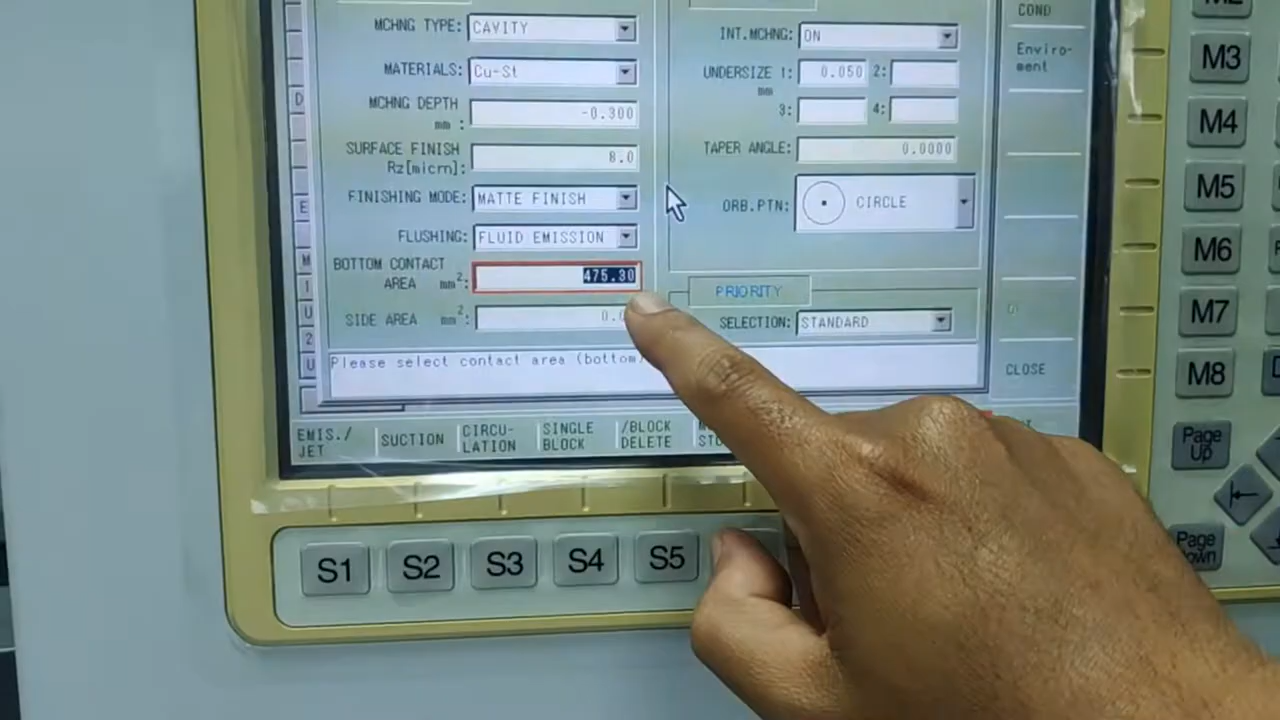 MCHNG TYPE: CAVITY
MATERIALS: Cu-St
MCHNG DEPTH
mm : -0.300
SURFACE FINISH
Rz[micrn]: 8.0
FINISHING MODE: MATTE FINISH
FLUSHING: FLUID EMISSION
BOTTOM CONTACT
AREA mm2: 475.30
SIDE AREA mm2:
Please select contact area (bottom
INT.MCHNG: ON
UNDERSIZE 1: 0.050 2:
mm
3: 4:
TAPER ANGLE: 0.0000
ORB.PTN: CIRCLE
PRIORITY
SELECTION: STANDARD
COND
Enviro-
ment
CLOSE
D
E
M
I
U
2
U
EMIS./
JET
SUCTION
CIRCU-
LATION
SINGLE
BLOCK
/BLOCK
DELETE
S1
S2
S3
S4
S5
M3
M4
M5
M6
M7
M8
Page
Up
Page
Down